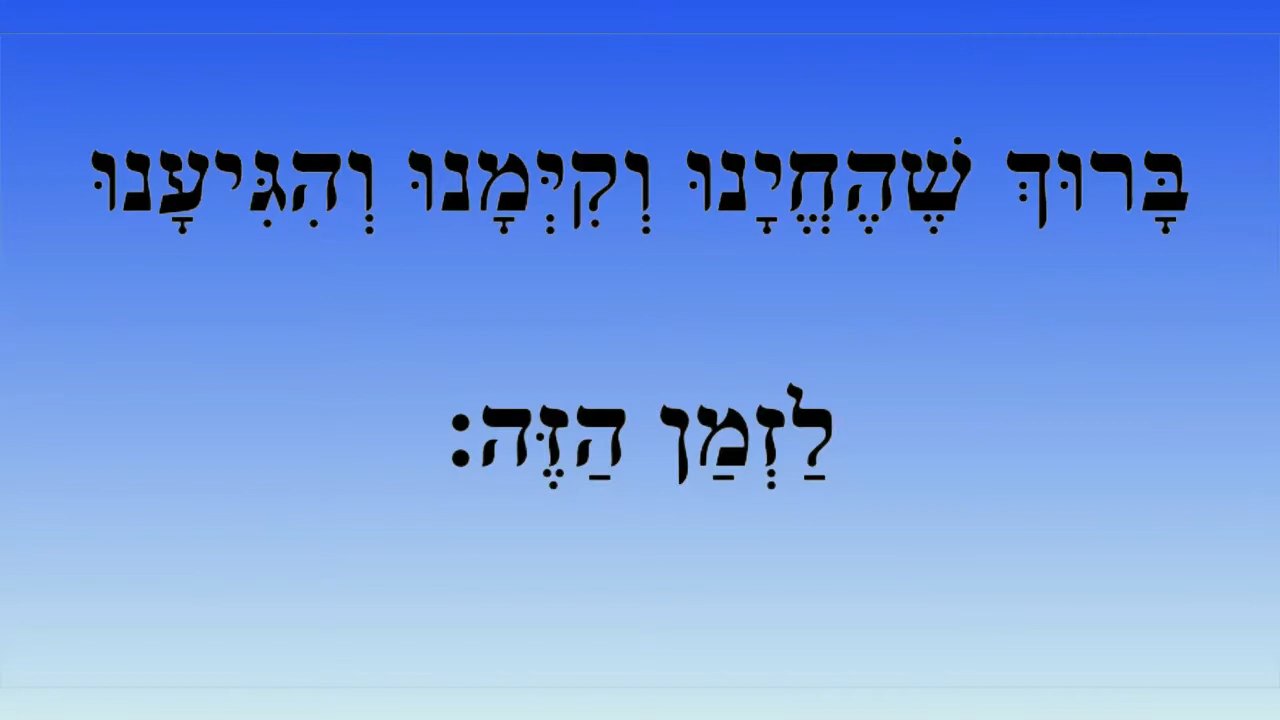 בָּרוּךְ שֶׁהֶחֱיָנוּ וְקִיְּמָנוּ וְהִגִּיעָנוּ
לַזְמַן הַזֶּה: